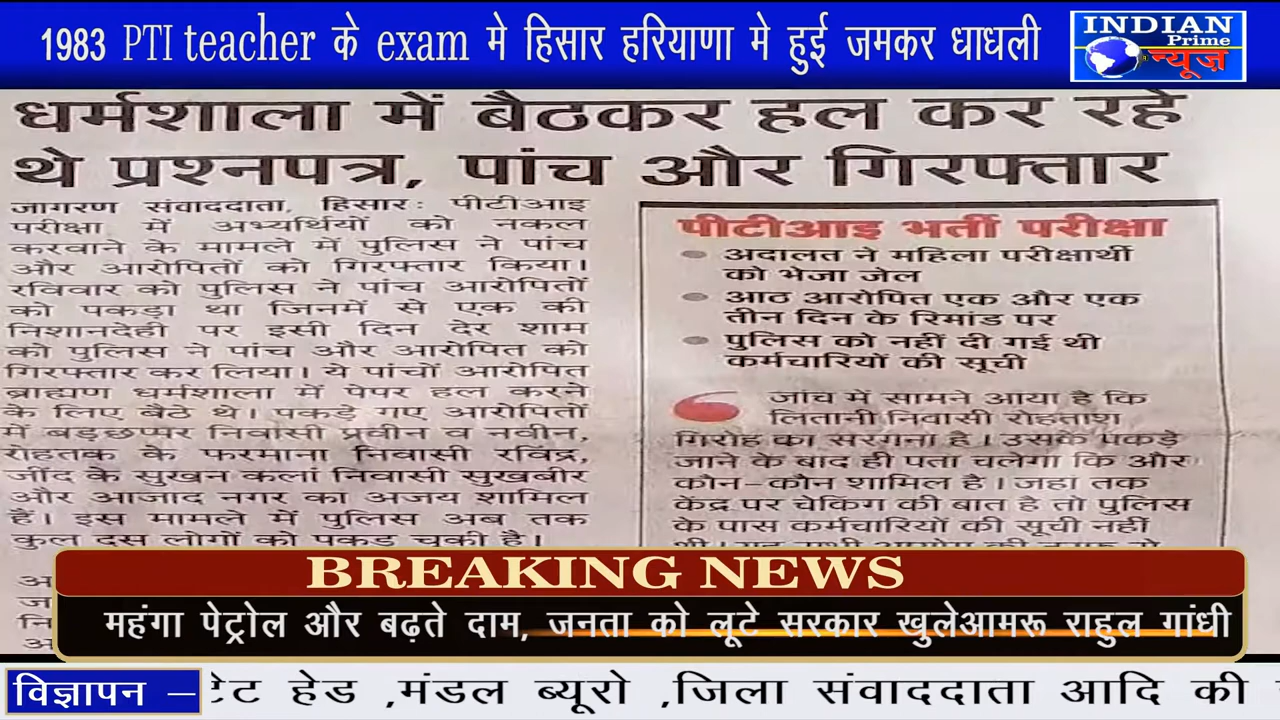 1983 PTI teacher के exam मे हिसार हरियाणा मे हुई जमकर धाधली
INDIAN
Prime
न्यूज़
धर्मशाला में बैठकर हल कर रहे
थे प्रश्नपत्र, पांच और गिरफ्तार
जागरण संवाददाता, हिसार: पीटीआइ
परीक्षा में अभ्यर्थियों को नकल
करवाने के मामले में पुलिस ने पांच
और आरोपितों को गिरफ्तार किया।
रविवार को पुलिस ने पांच आरोपितों
को पकड़ा था जिनमें से एक की
निशानदेही पर इसी दिन देर शाम
को पुलिस ने पांच और आरोपित को
गिरफ्तार कर लिया। ये पांचों आरोपित
ब्राह्मण धर्मशाला में पेपर हल करने
के लिए बैठे थे। पकड़े गए आरोपितों
में बड़छप्पर निवासी प्रवीन व नवीन,
रोहतक के फरमाना निवासी रविंद्र,
जींद के सुखन कलां निवासी सुखबीर
और आजाद नगर का अजय शामिल
हैं। इस मामले में पुलिस अब तक
कुल दस लोगों को पकड़ चुकी है।
पीटीआइ भर्ती परीक्षा
अदालत ने महिला परीक्षार्थी
को भेजा जेल
आठ आरोपित एक और एक
तीन दिन के रिमांड पर
पुलिस को नहीं दी गई थी
कर्मचारियों की सूची
जांच में सामने आया है कि
लितानी निवासी रोहताश
गिरोह का सरगना है। उसके पकड़े
जाने के बाद ही पता चलेगा कि और
कौन-कौन शामिल है। जहां तक
केंद्र पर चेकिंग की बात है तो पुलिस
के पास कर्मचारियों की सूची नहीं
BREAKING NEWS
महंगा पेट्रोल और बढ़ते दाम, जनता को लूटे सरकार खुलेआमरू राहुल गांधी
विज्ञापन – टेट हेड ,मंडल ब्यूरो ,जिला संवाददाता आदि की